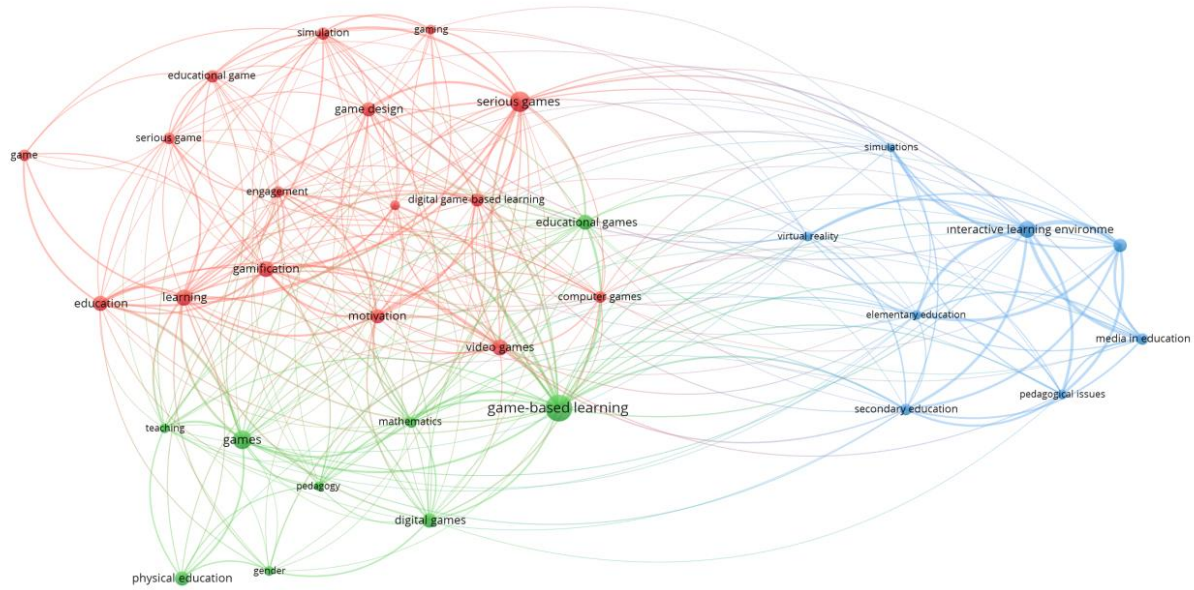 simulation
gaming
educational game
serious games
game design
serious game
simulations
game
engagement
digital game-based learning
educational games
interactive learning environme
virtual reality
gamification
learning
computer games
education
motivation
elementary education
media in education
video games
pedagogical issues
game-based learning
secondary education
mathematics
teaching
games
pedagogy
digital games
gender
physical education